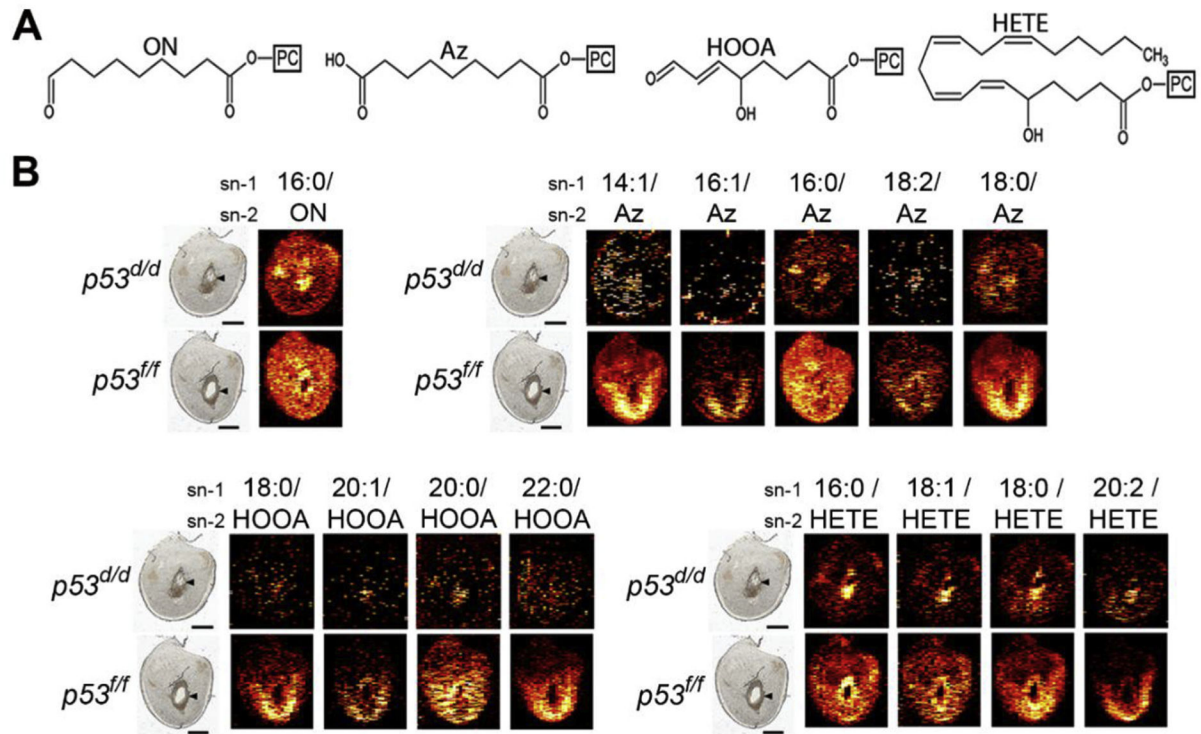 A
ON
Az
HOOA
HETE
O
O
O
PC
HO
O
O
O
PC
O
OH
O
O
PC
CH3
OH
O
O
PC
B
sn-1 16:0/
sn-2 ON
p53d/d
p53f/f
sn-1 14:1/ 16:1/ 16:0/ 18:2/ 18:0/
sn-2 Az Az Az Az Az
p53d/d
p53f/f
sn-1 18:0/ 20:1/ 20:0/ 22:0/
sn-2 HOOA HOOA HOOA HOOA
p53d/d
p53f/f
sn-1 16:0 / 18:1 / 18:0 / 20:2 /
sn-2 HETE HETE HETE HETE
p53d/d
p53f/f